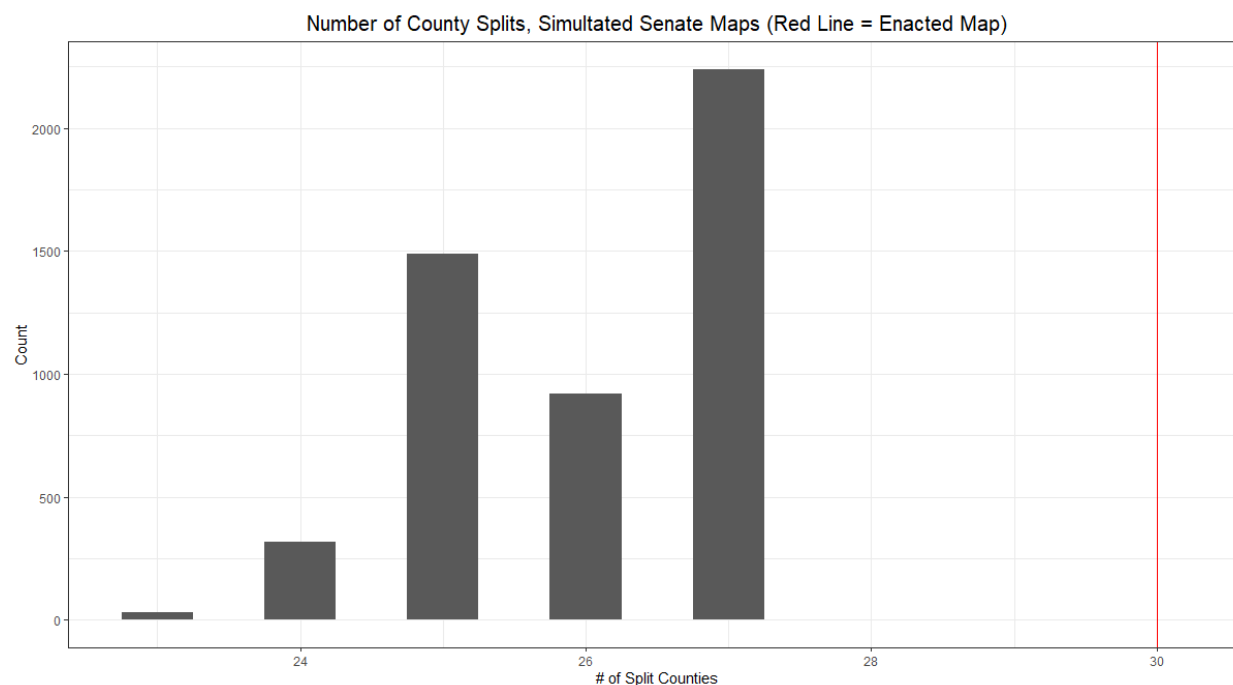 Number of County Splits, Simultated Senate Maps (Red Line = Enacted Map)
2000
1500
1000
500
0
Count
24 26 28 30
# of Split Counties